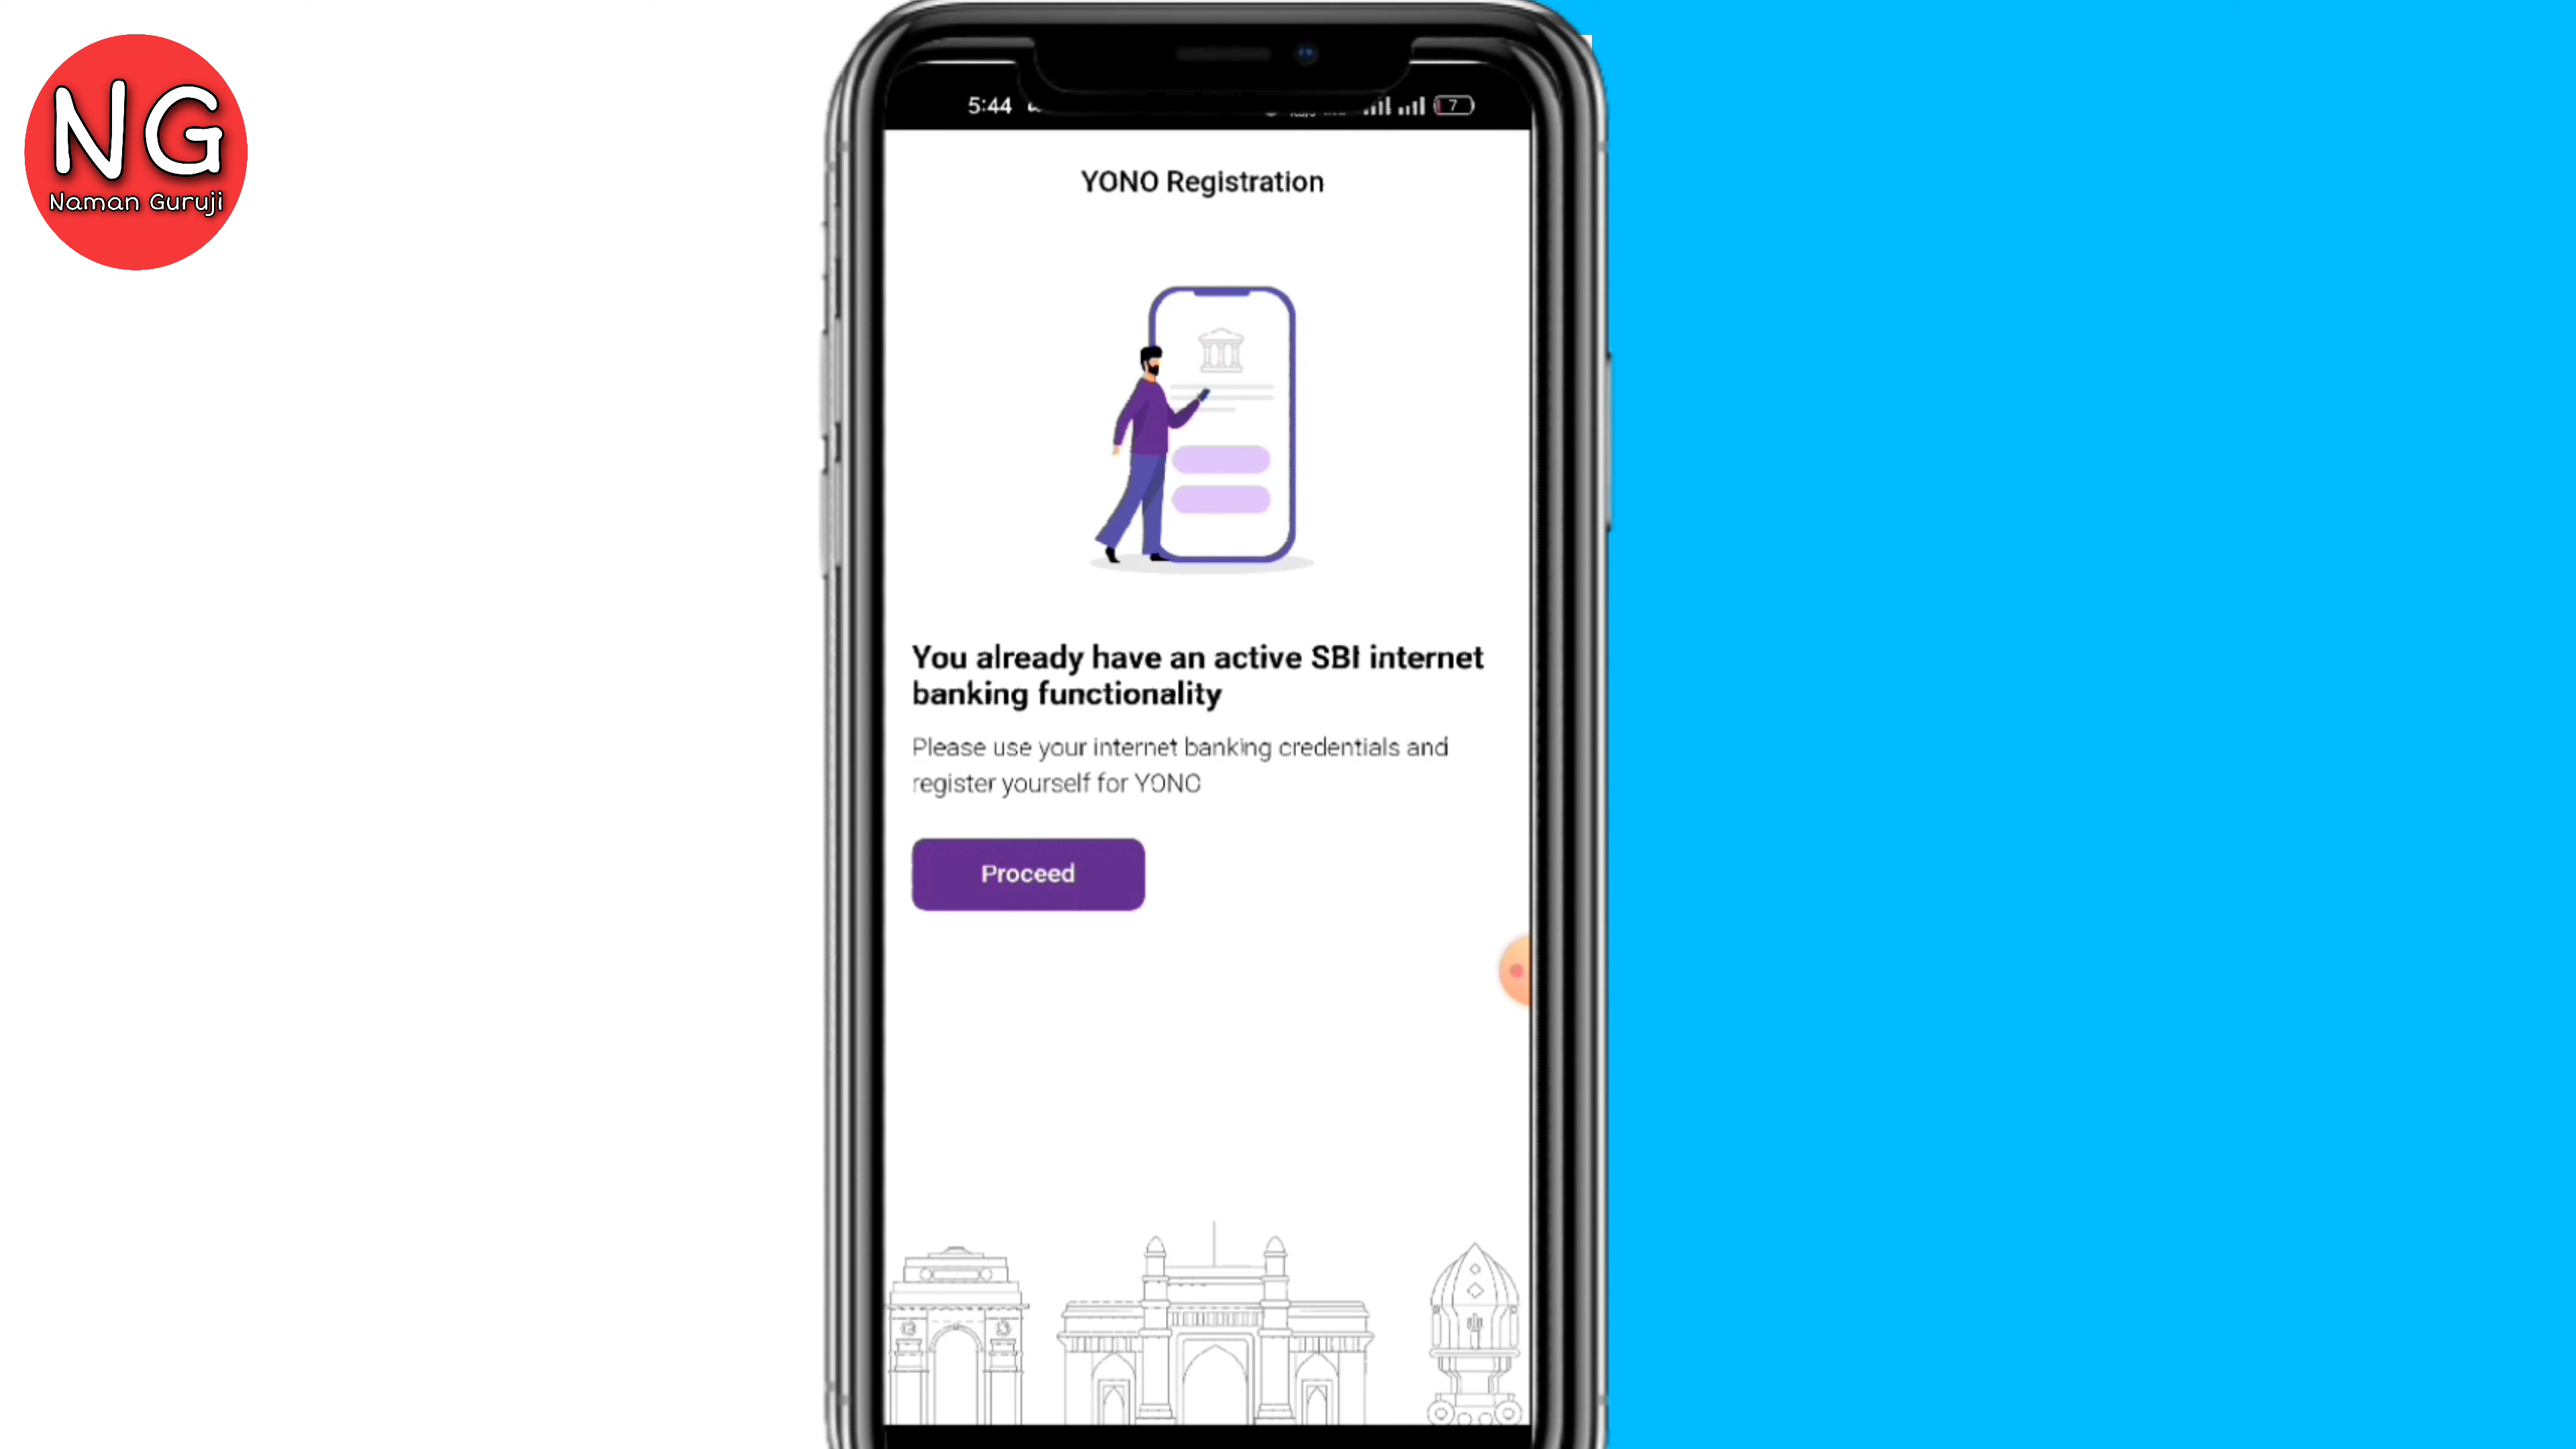 NG
Naman Guruji
5:44
7
YONO Registration
You already have an active SBI internet
banking functionality
Please use your internet banking credentials and
register yourself for YONO
Proceed